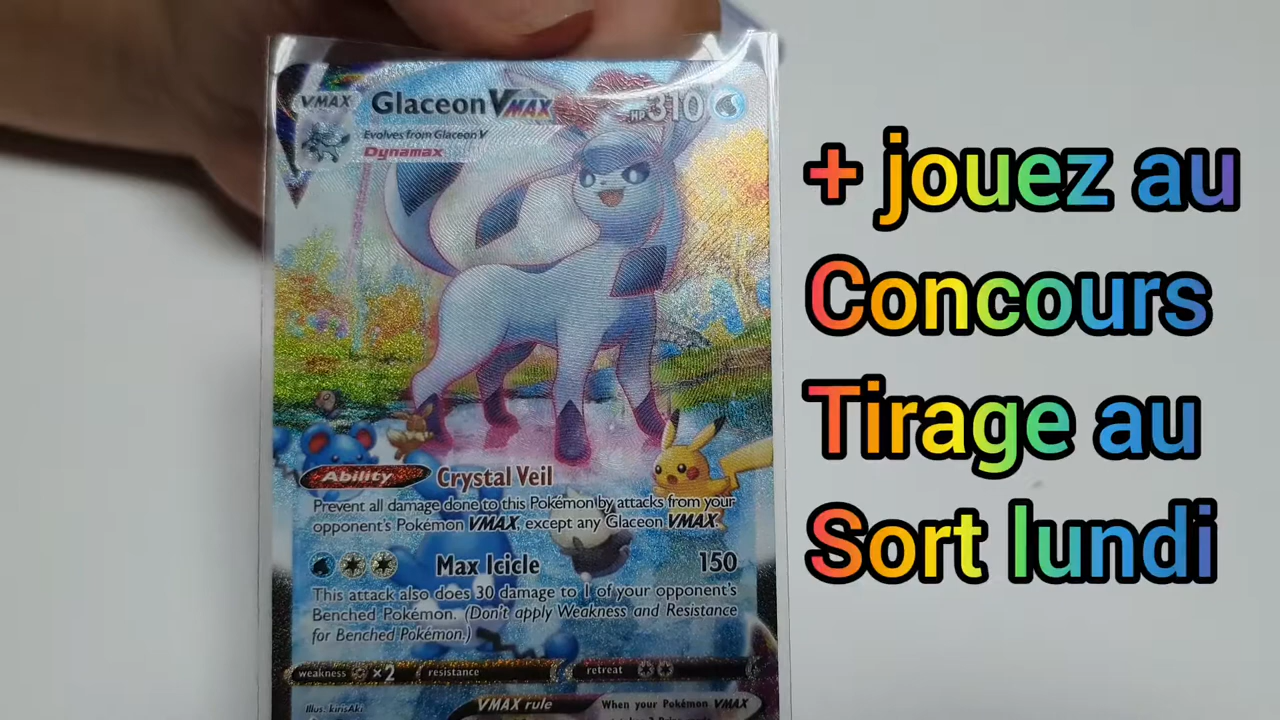 VMAX Glaceon VMAX HP 310
Evolves from Glaceon V
Dynamax
+ jouez au
Concours
Tirage au
Sort lundi
Ability Crystal Veil
Prevent all damage done to this Pokémon by attacks from your
opponent's Pokémon VMAX, except any Glaceon VMAX.
Max Icicle 150
This attack also does 30 damage to 1 of your opponent's
Benched Pokémon. (Don't apply Weakness and Resistance
for Benched Pokémon.)
weakness ×2 resistance retreat
Illus. kirisAki
VMAX rule When your Pokémon VMAX